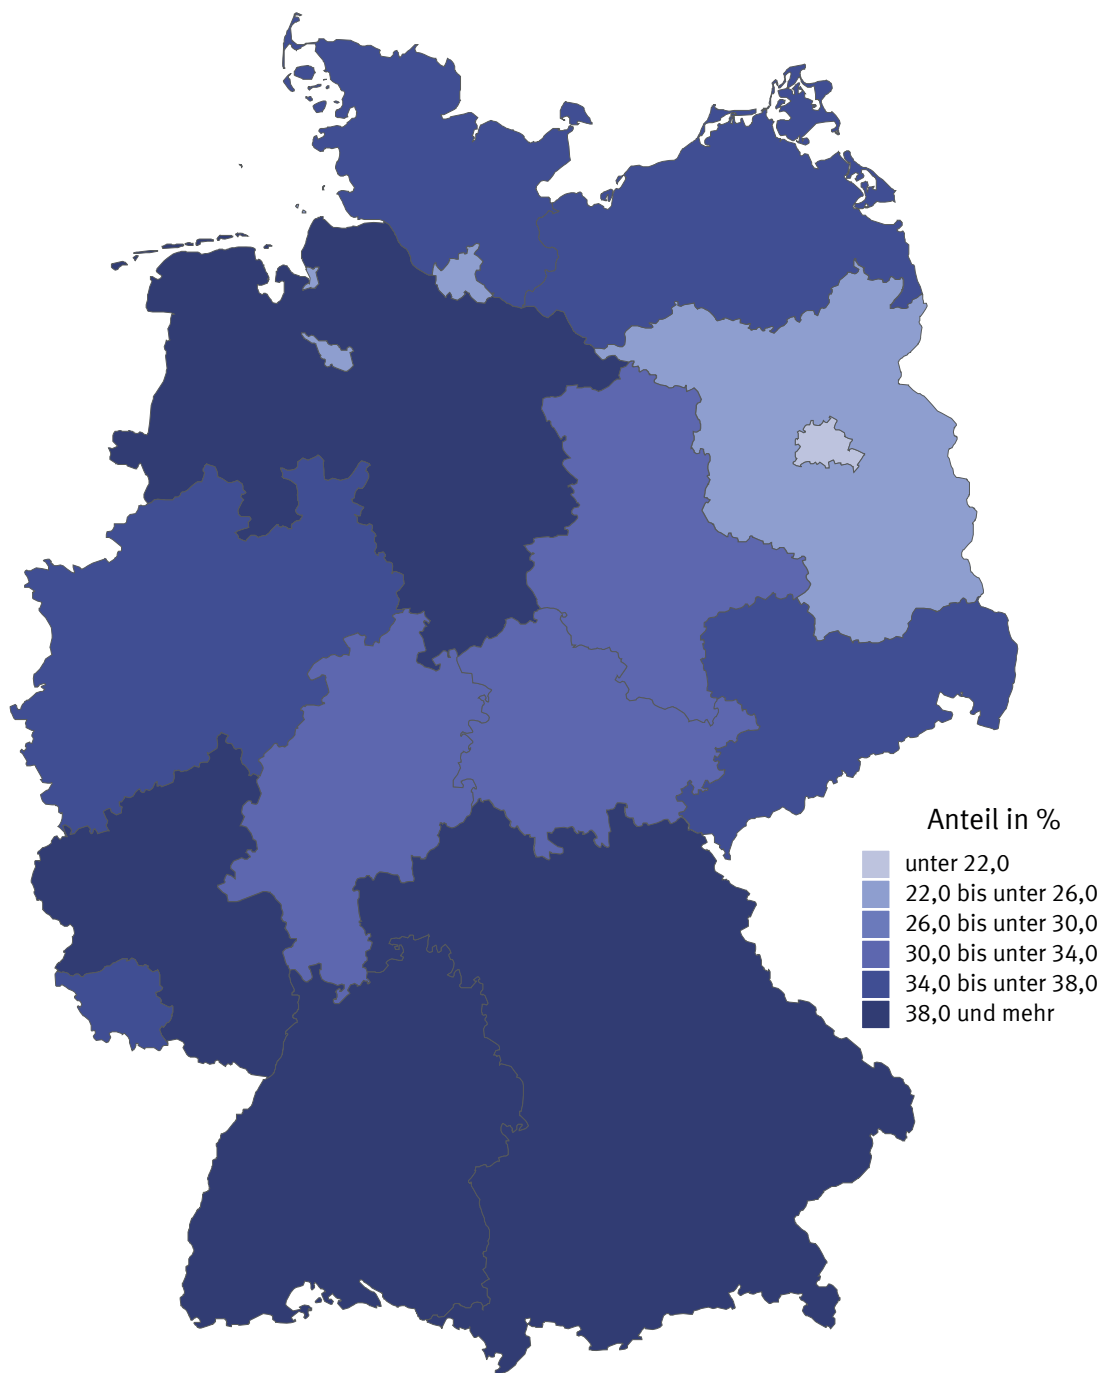 Anteil in %
unter 22,0
22,0 bis unter 26,0
26,0 bis unter 30,0
30,0 bis unter 34,0
34,0 bis unter 38,0
38,0 und mehr